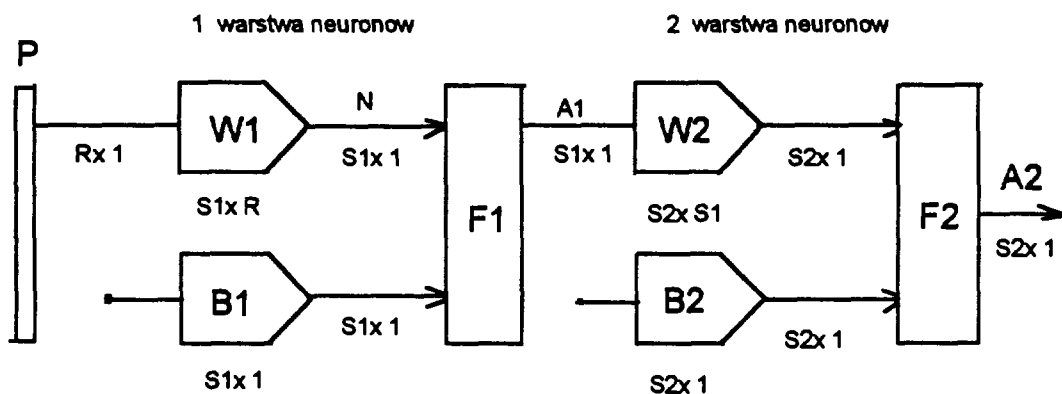 1 warstwa neuronow
2 warstwa neuronow
P
N
A1
W1
W2
Rx 1
S1x 1
S1x 1
S2x 1
A2
S1x R
F1
S2x S1
F2
S2x 1
B1
B2
S1x 1
S2x 1
S1x 1
S2x 1